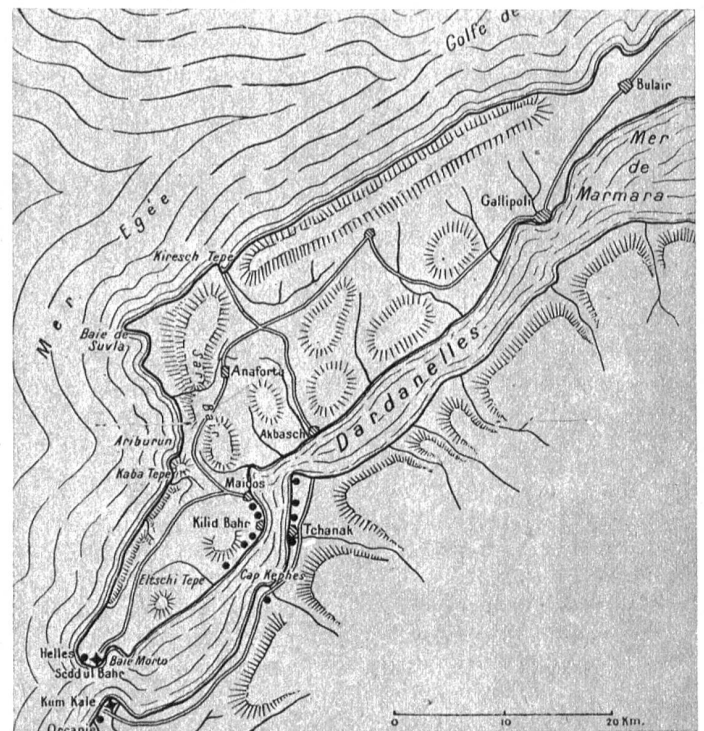 Golfe de
Bulair
Mer
de
Marmara
Gallipoli
Mer Egée
Kiresch Tepe
Baie de
Suvla
Dardanelles
Anaforta
Akbasch
Ariburun
Kaba Tepe
Maidos
Kilid Bahr
Tchanak
Eltschi Tepe
Cap Kephes
Helles
Baie Morto
Sedd ul Bahr
Kum Kale
0 10 20 Km.